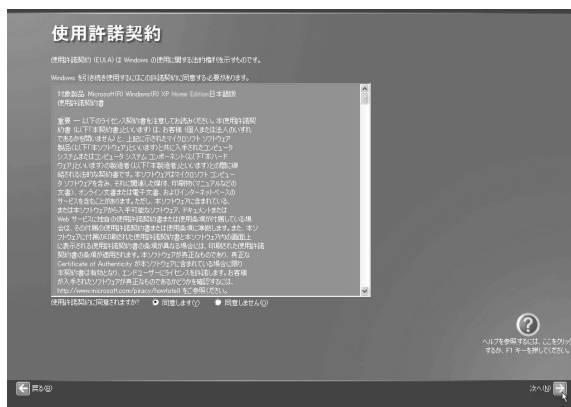 使用許諾契約
使用許諾契約 (EULA) は Windows の使用に関する法的権利を示すものです。
Windows を引き続き使用するにはこの許諾契約に同意する必要があります。
対象製品 Microsoft(R) Windows(R) XP Home Edition日本語版
使用許諾契約書
重要 — 以下のライセンス契約書を注意してお読みください。本使用許諾契
約書（以下「本契約書」といいます）は、お客様（個人または法人のいずれ
であるかを問いません）と、上記に示されたマイクロソフト ソフトウェア
製品（以下「本ソフトウェア」といいます）と共に入手されたコンピュータ
システムまたはコンピュータ システム コンポーネント（以下「本ハード
ウェア」といいます）の製造者（以下「本製造者」といいます）との間に締
結される法的な契約書です。本ソフトウェアはマイクロソフト コンピュー
タ ソフトウェアを含み、それに関連した媒体、印刷物（マニュアルなどの
文書）、オンライン文書または電子文書、およびインターネットベースの
サービスを含むことがあります。ただし、本ソフトウェアに含まれている、
または本ソフトウェアから入手可能なソフトウェア、ドキュメントまたは
Web サービスに独自の使用許諾契約書または使用条項が付属している場
合は、その付属の使用許諾契約書または使用条項に準拠します。また、本ソ
フトウェアに付属の印刷された使用許諾契約書と本ソフトウェア内の画面上
に表示される使用許諾契約書の条項が異なる場合には、印刷された使用許諾
契約書の条項が適用されます。本ソフトウェアが真正なものであり、真正な
Certificate of Authenticity が本ソフトウェアに含まれている場合に限り
本契約書は有効となり、エンドユーザーにライセンスを許諾します。お客様
が入手されたソフトウェアが真正なものであるかどうかを確認するには、
http://www.microsoft.com/piracy/howtotell をご参照ください。
使用許諾契約に同意されますか? 同意します(Y) 同意しません(O)
ヘルプを参照するには、ここをクリッ
するか、F1 キーを押してください。
戻る(B)
次へ(N)